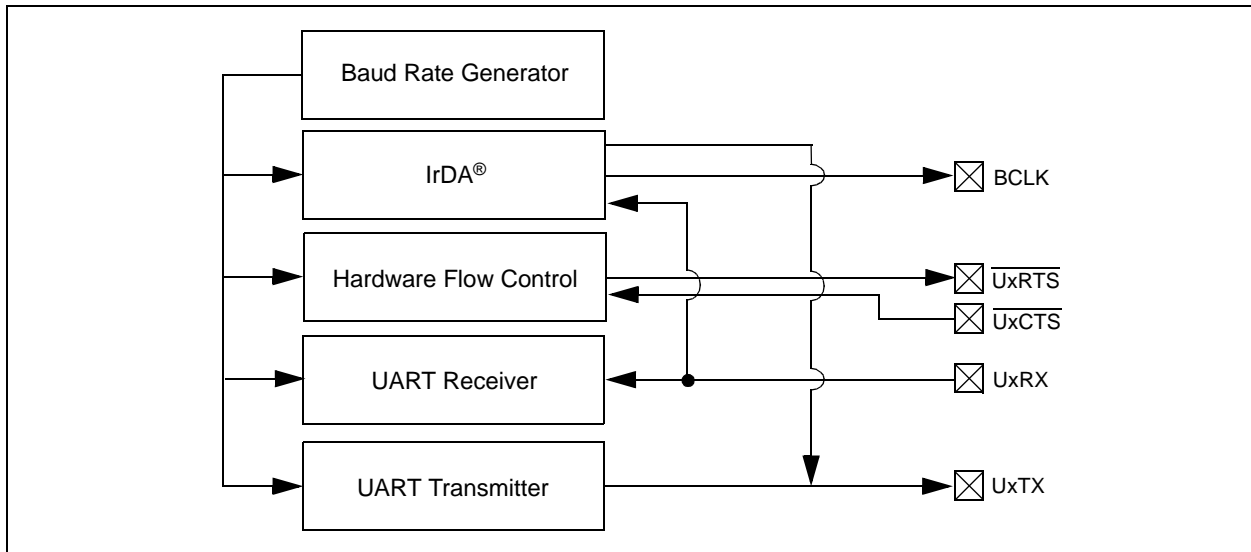 Baud Rate Generator
IrDA®
BCLK
Hardware Flow Control
UxRTS
UxCTS
UART Receiver
UxRX
UART Transmitter
UxTX